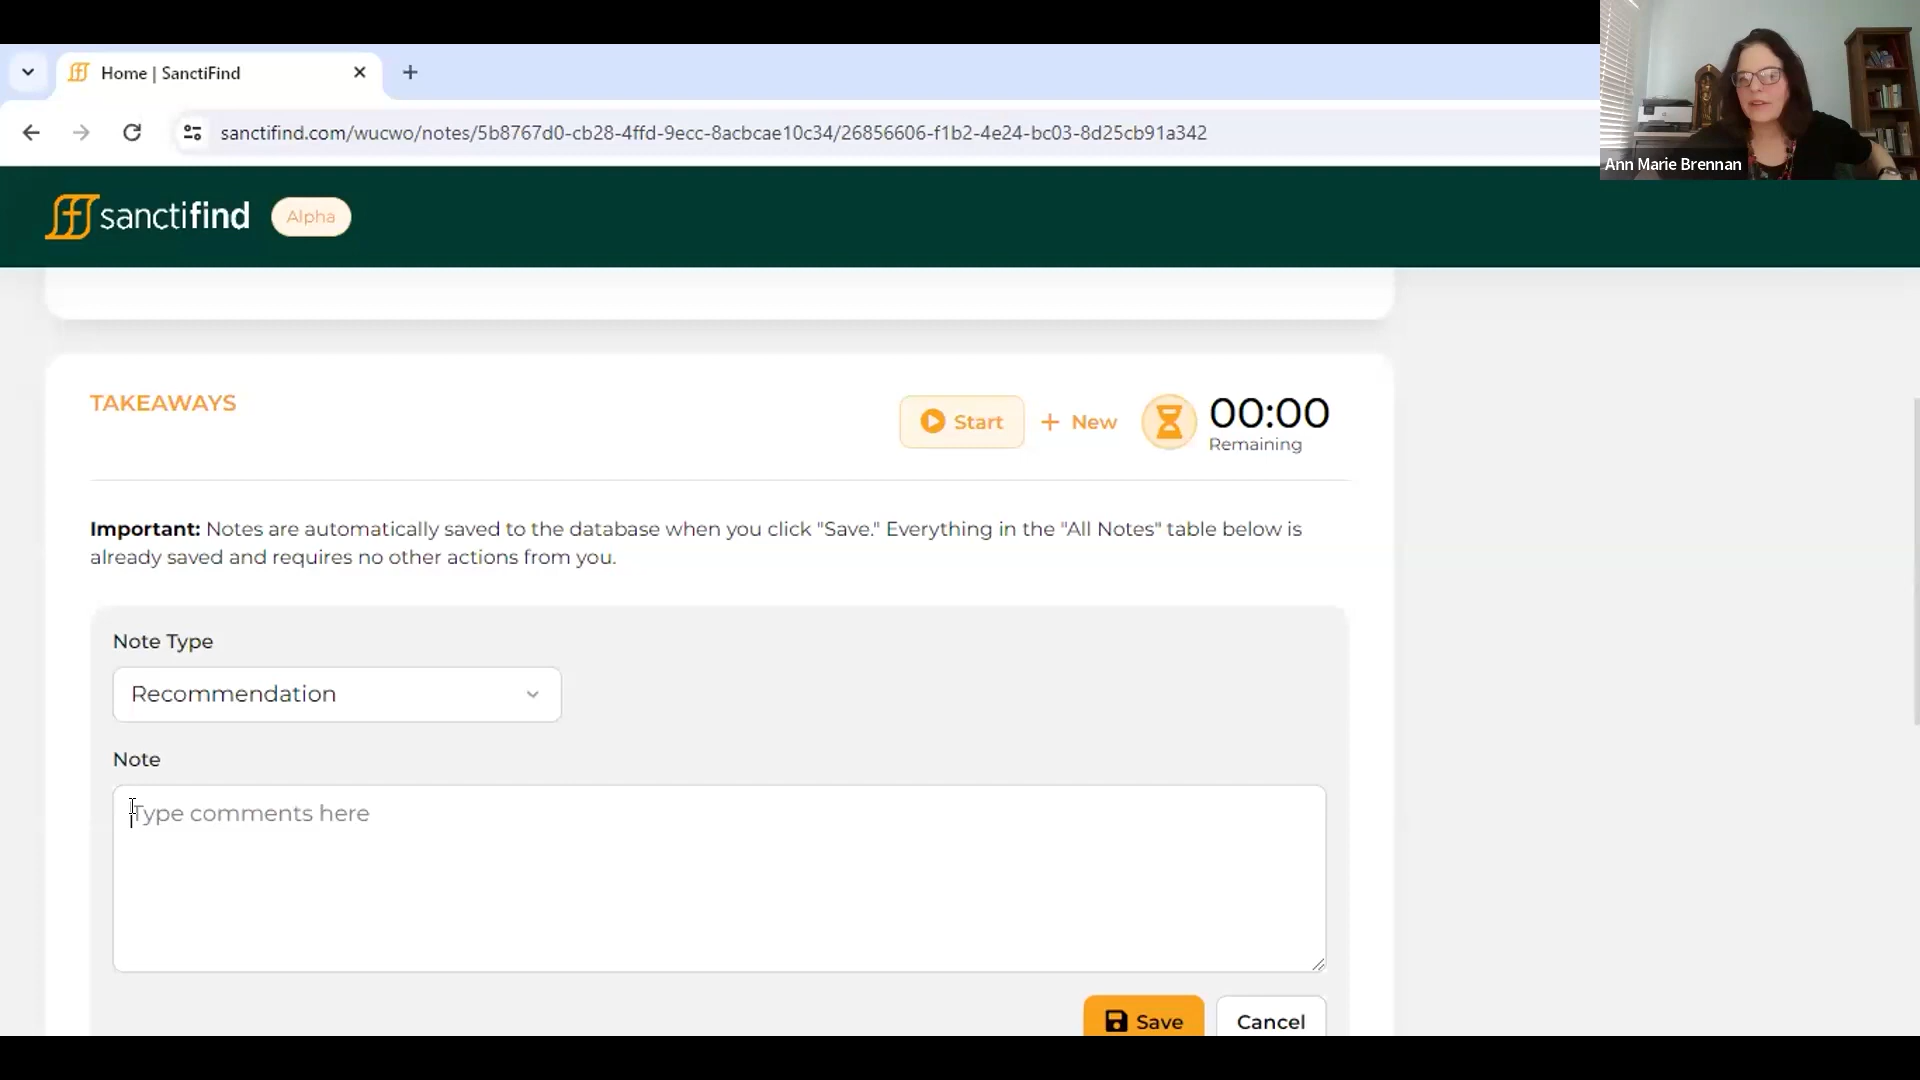 Home | SanctiFind
sanctifind.com/wucwo/notes/5b8767d0-cb28-4ffd-9ecc-8acbcae10c34/26856606-f1b2-4e24-bc03-8d25cb91a342
Ann Marie Brennan
sanctifind Alpha
TAKEAWAYS
Start
New
00:00
Remaining
Important: Notes are automatically saved to the database when you click "Save." Everything in the "All Notes" table below is
already saved and requires no other actions from you.
Note Type
Recommendation
Note
Type comments here
Save
Cancel